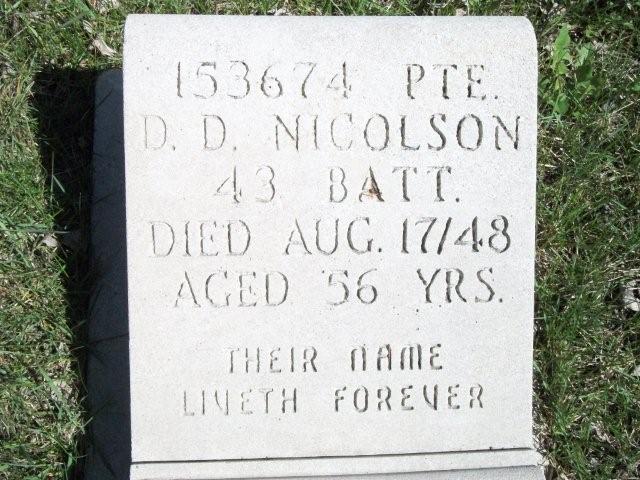 153674 PTE.
D. D. NICOLSON
43 BATT.
DIED AUG. 17/48
AGED 56 YRS.
THEIR NAME
LIVETH FOREVER